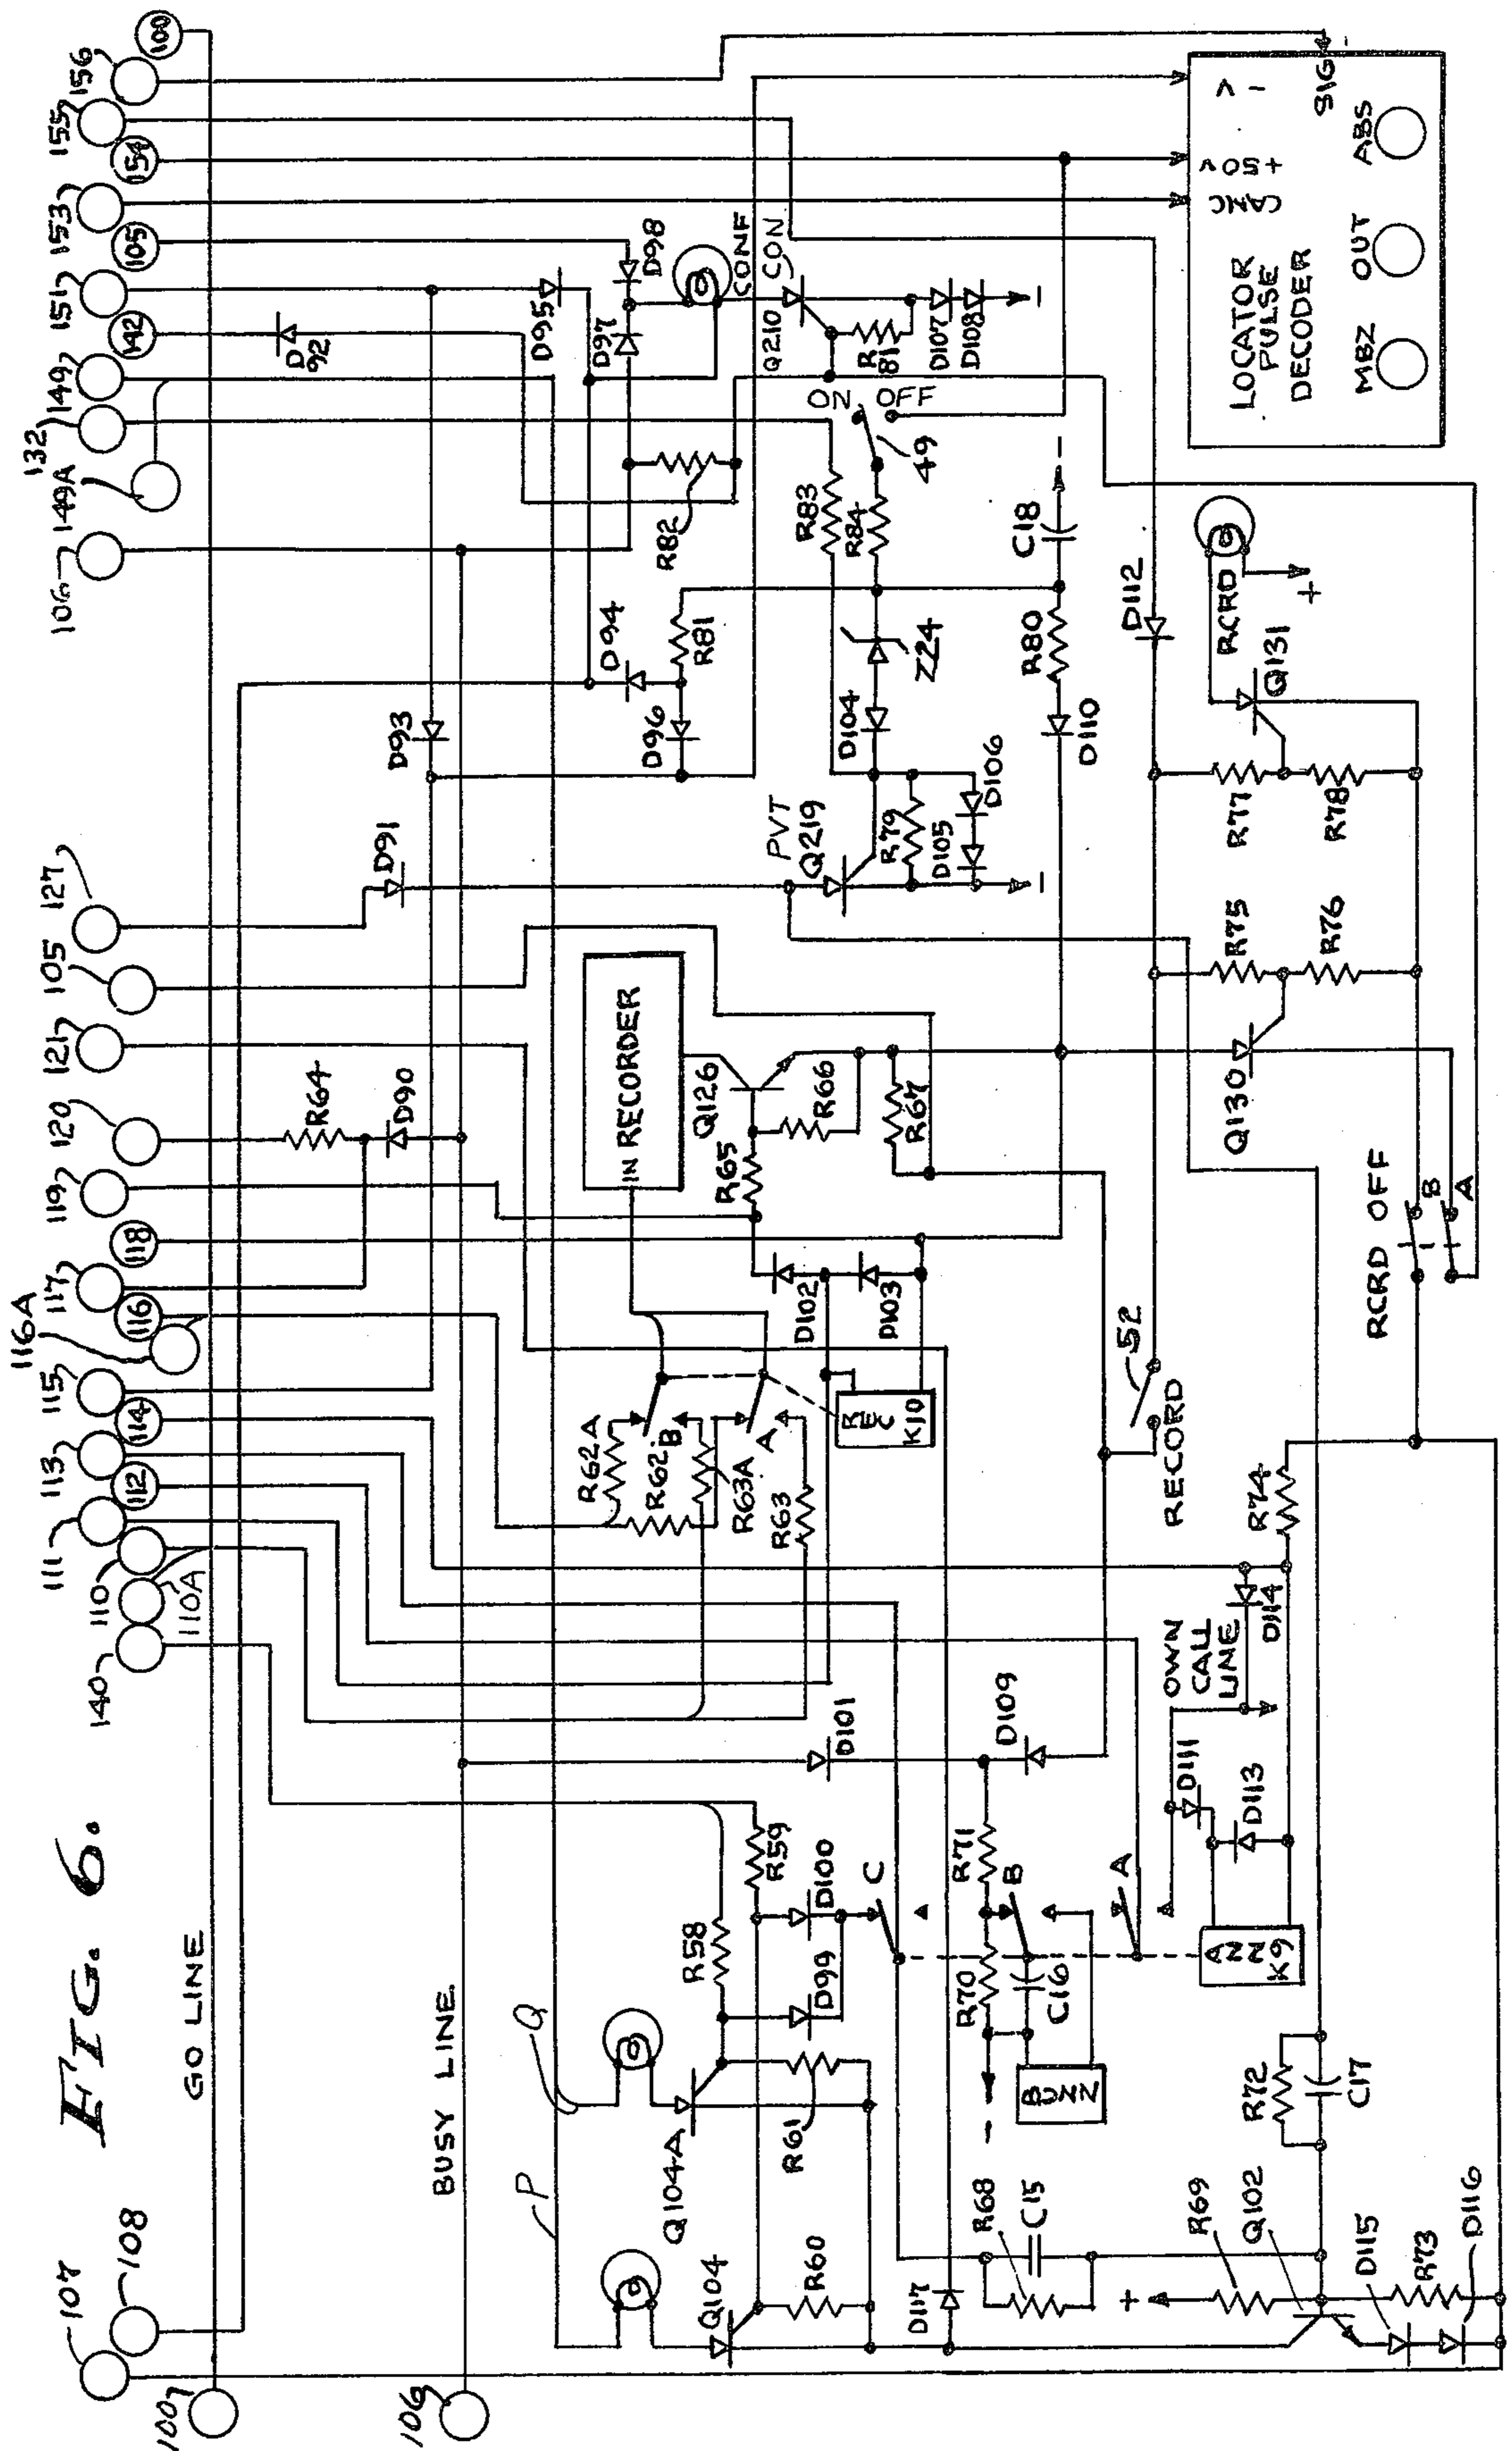 FIG. 6.
107
108
140
110
110A
111
112
113
114
115
116A
116
117
118
119
120
121
105
127
106
149A
132
149
142
151
105
153
154
155
156
100
100
GO LINE
106
BUSY LINE
R64
D90
D91
D93
D92
D94
D95
D97
D98
R81
D96
R82
CONF
Q210
CON
R
81
D107
D108
ON
OFF
49
R83
R84
Z24
D104
PVT
Q219
R79
D105
D106
C18
R80
D110
D112
P
Q
Q104
Q104A
R58
R59
R60
R61
D99
D100
C
D101
R62A
R62
B
R63A
A
R63
IN RECORDER
Q126
R65
R66
R67
D102
D103
REC
K10
D117
R68
C15
R70
R71
B
C16
BUNN
D109
A
ANN
K9
D111
D113
OWN
CALL
LINE
D114
R74
RECORD
52
RCRD OFF
B
A
Q130
R75
R76
R77
R78
Q131
RCRD
+
+
R69
Q102
D115
R73
D116
R72
C17
CANC
+50V
- V
SIG
LOCATOR
PULSE
DECODER
MBZ
OUT
ABS